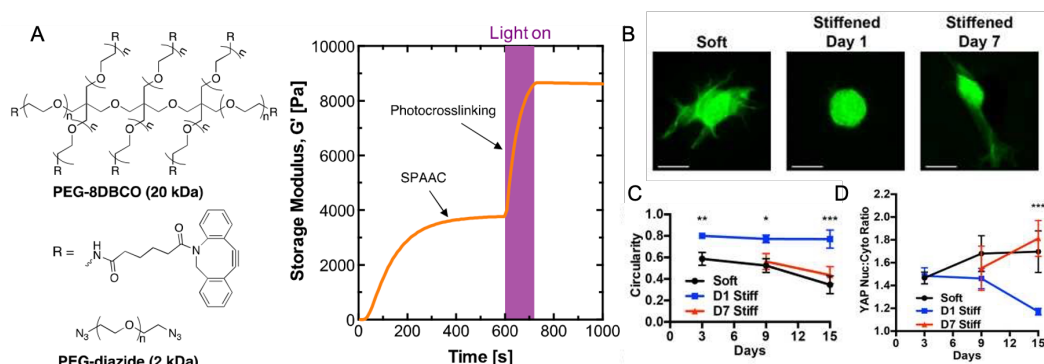 A
R
R
R
R
O
n
PEG-8DBCO (20 kDa)
R =
H
N
O
O
N
N₃
O
n
N₃
PEG-diazide (2 kDa)
Light on
Storage Modulus, G' [Pa]
10000
8000
6000
4000
2000
0
Photocrosslinking
SPAAC
0 200 400 600 800 1000
Time [s]
B
Soft
Stiffened
Day 1
Stiffened
Day 7
C
Circularity
1.0
0.8
0.6
0.4
0.2
0.0
** * ***
Soft
D1 Stiff
D7 Stiff
0 3 6 9 12 15
Days
D
YAP Nuc:Cyto Ratio
2.2
2.0
1.8
1.6
1.4
1.2
1.0
***
Soft
D1 Stiff
D7 Stiff
0 3 6 9 12 15
Days